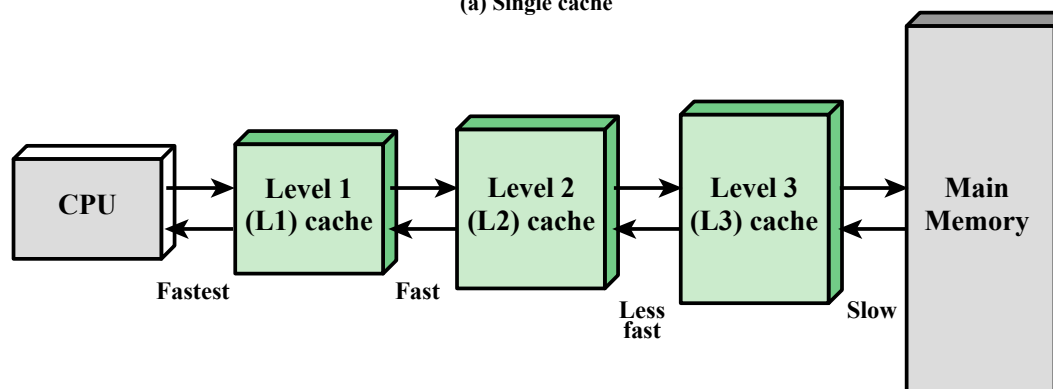 (a) Single cache
CPU
Level 1
(L1) cache
Level 2
(L2) cache
Level 3
(L3) cache
Main
Memory
Fastest
Fast
Less
fast
Slow